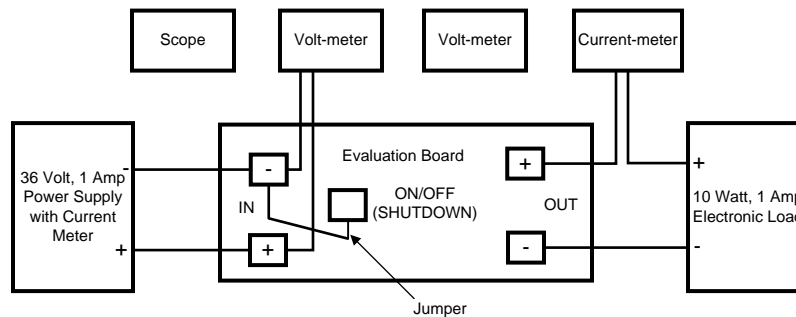 Scope
Volt-meter
Volt-meter
Current-meter
36 Volt, 1 Amp
Power Supply
with Current
Meter
-
+
-
+
IN
Evaluation Board
ON/OFF
(SHUTDOWN)
+
-
OUT
+
-
10 Watt, 1 Amp
Electronic Load
Jumper